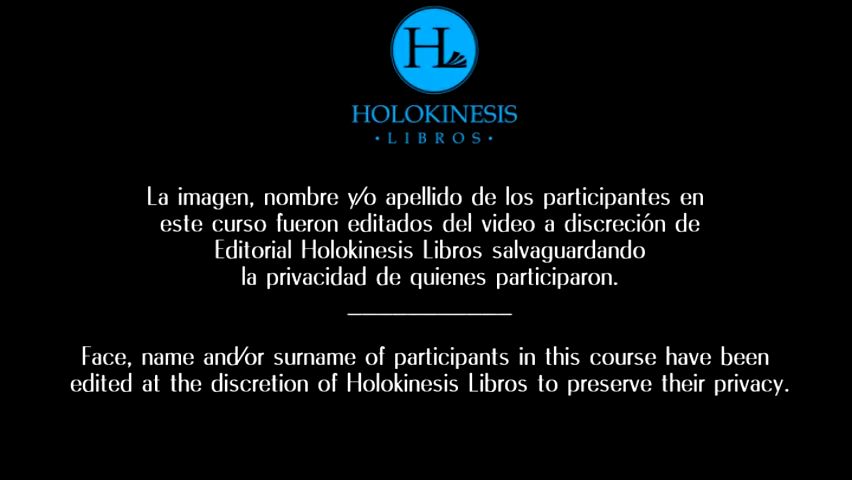 HL
HOLOKINESIS
• LIBROS •
La imagen, nombre y/o apellido de los participantes en
este curso fueron editados del video a discreción de
Editorial Holokinesis Libros salvaguardando
la privacidad de quienes participaron.
Face, name and/or surname of participants in this course have been
edited at the discretion of Holokinesis Libros to preserve their privacy.